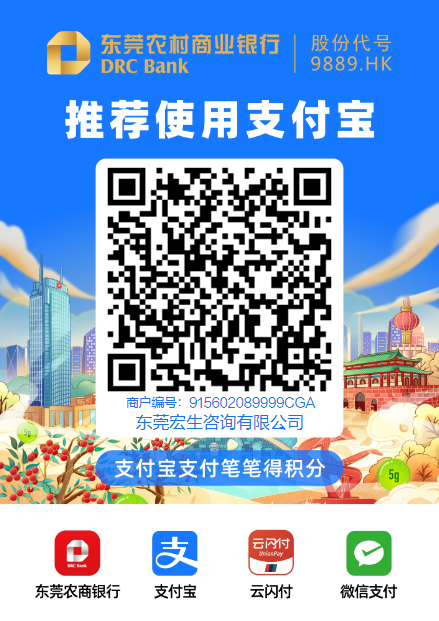 东莞农村商业银行
DRC Bank
股份代号
9889.HK
推荐使用支付宝
商户编号：915602089999CGA
东莞宏生咨询有限公司
支付宝支付笔笔得积分
5g
5g
DRC Bank
支
云闪付
UnionPay
东莞农商银行
支付宝
云闪付
微信支付